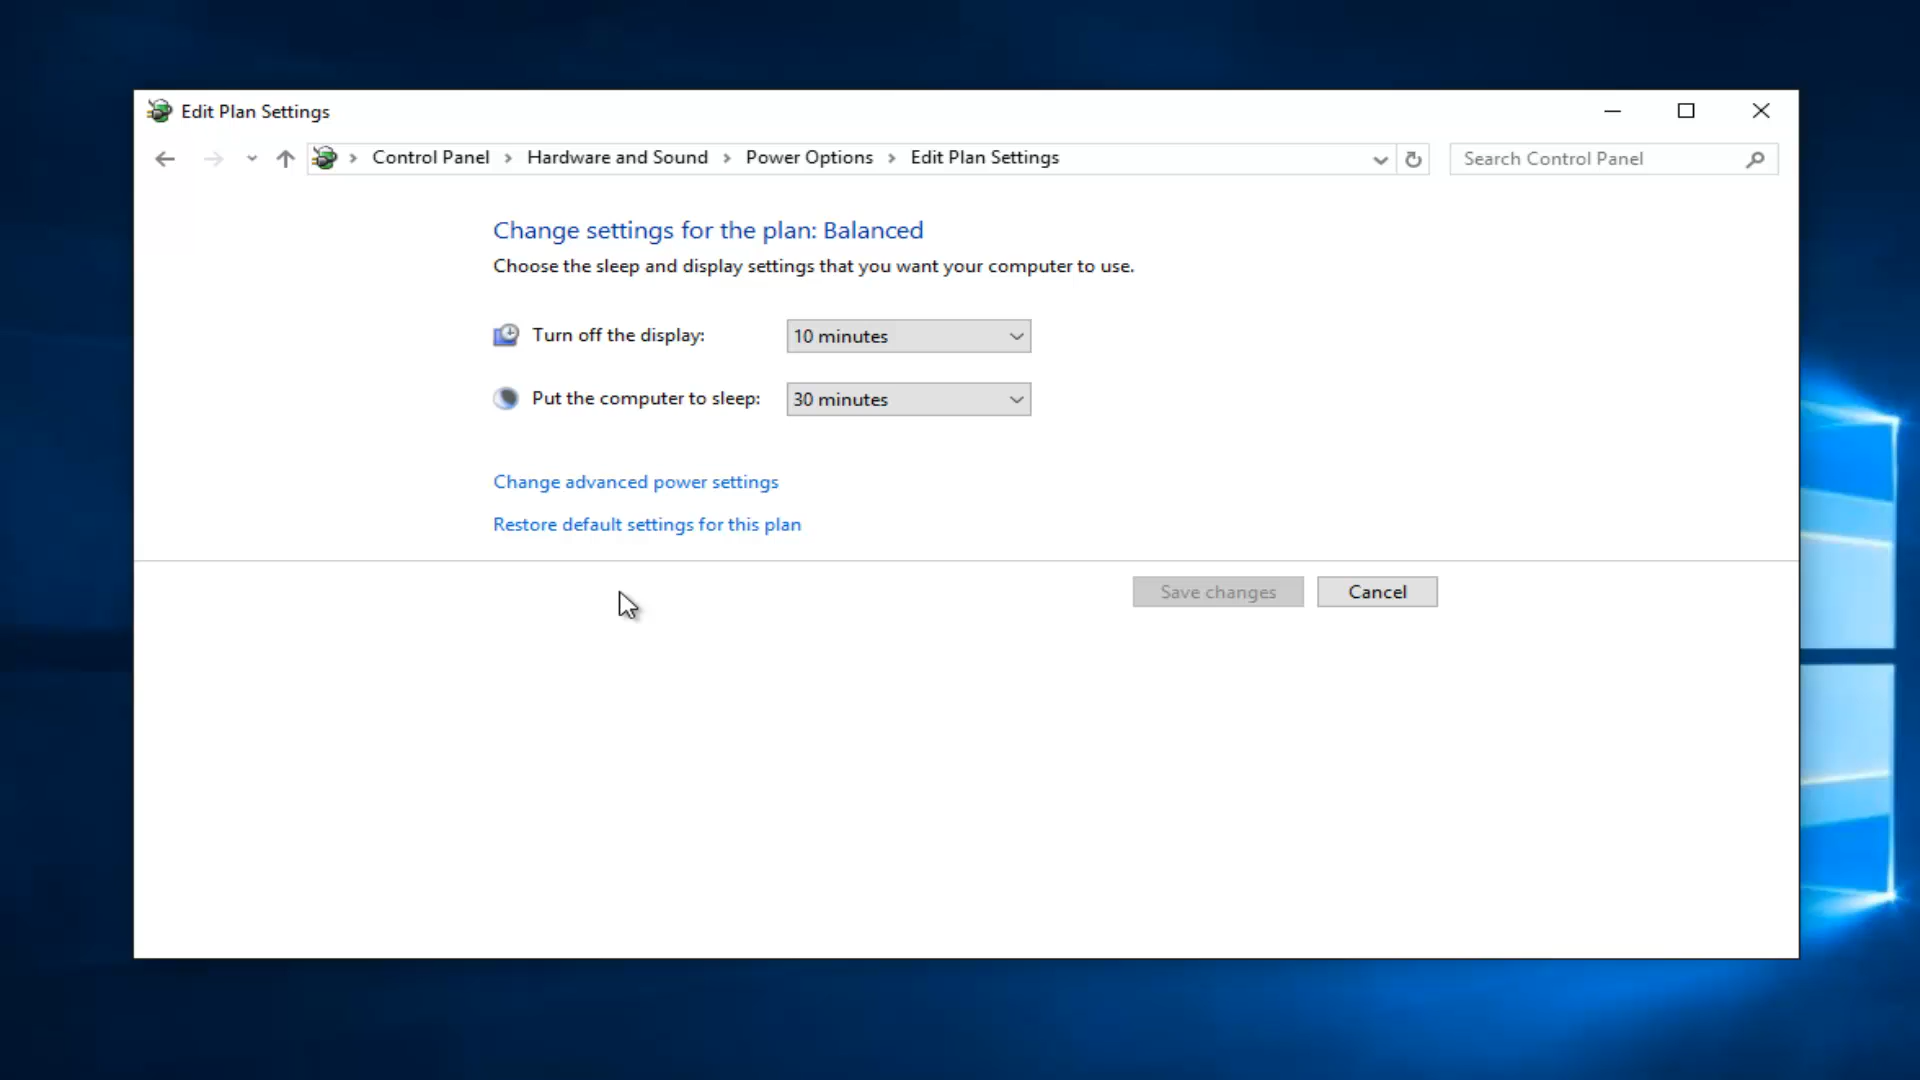 Edit Plan Settings
Control Panel > Hardware and Sound > Power Options > Edit Plan Settings
Search Control Panel
Change settings for the plan: Balanced
Choose the sleep and display settings that you want your computer to use.
Turn off the display: 10 minutes
Put the computer to sleep: 30 minutes
Change advanced power settings
Restore default settings for this plan
Save changes Cancel